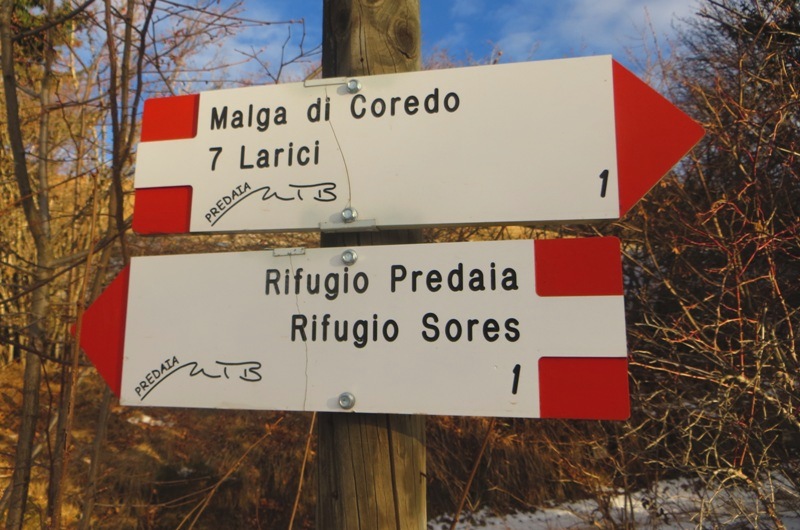 Malga di Coredo
7 Larici
PREDAIA MTB
1
Rifugio Predaia
Rifugio Sores
PREDAIA MTB
1